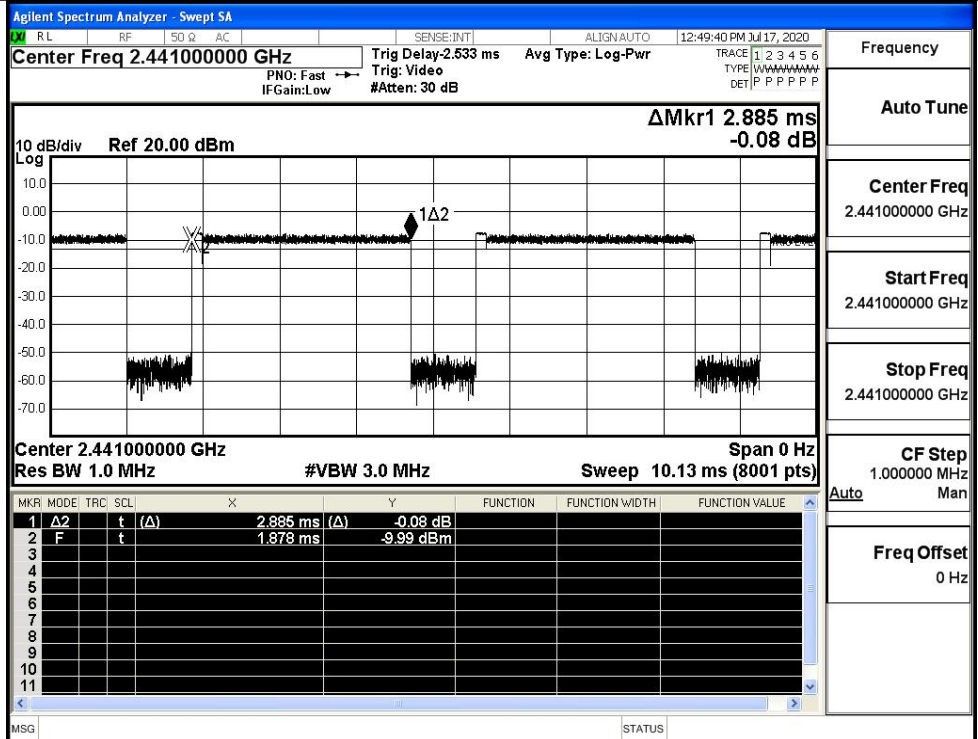 Agilent Spectrum Analyzer - Swept SA
LXI RL RF 50 Ω AC SENSE:INT ALIGN AUTO 12:49:40 PM Jul 17, 2020
Center Freq 2.441000000 GHz
PNO: Fast
IFGain:Low
Trig Delay-2.533 ms
Trig: Video
#Atten: 30 dB
Avg Type: Log-Pwr
TRACE 1 2 3 4 5 6
TYPE WWWWWW
DET P P P P P P
ΔMkr1 2.885 ms
-0.08 dB
10 dB/div
Log
Ref 20.00 dBm
10.0
0.00
-10.0
-20.0
-30.0
-40.0
-50.0
-60.0
-70.0
1Δ2
2
Center 2.441000000 GHz
Span 0 Hz
Res BW 1.0 MHz
#VBW 3.0 MHz
Sweep 10.13 ms (8001 pts)
MKR MODE TRC SCL X Y FUNCTION FUNCTION WIDTH FUNCTION VALUE
1 Δ2 t (Δ) 2.885 ms (Δ) -0.08 dB
2 F t 1.878 ms -9.99 dBm
3
4
5
6
7
8
9
10
11
MSG
STATUS
Frequency
Auto Tune
Center Freq
2.441000000 GHz
Start Freq
2.441000000 GHz
Stop Freq
2.441000000 GHz
CF Step
1.000000 MHz
Auto Man
Freq Offset
0 Hz